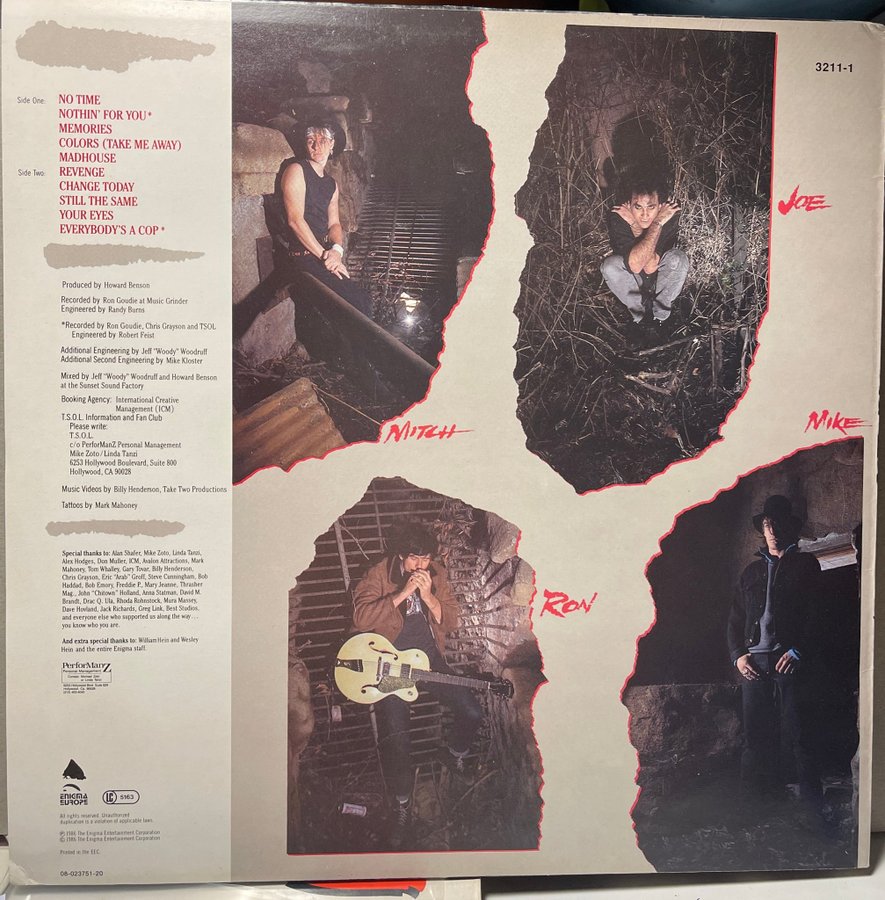 3211-1
Side One: NO TIME
NOTHIN' FOR YOU*
MEMORIES
COLORS (TAKE ME AWAY)
MADHOUSE
Side Two: REVENGE
CHANGE TODAY
STILL THE SAME
YOUR EYES
EVERYBODY'S A COP*
JOE
MITCH
MIKE
RON
Produced by Howard Benson
Recorded by Ron Goudie at Music Grinder
Engineered by Randy Burns
*Recorded by Ron Goudie, Chris Grayson and TSOL
Engineered by Robert Feist
Additional Engineering by Jeff "Woody" Woodruff
Additional Second Engineering by Mike Kloster
Mixed by Jeff "Woody" Woodruff and Howard Benson
at the Sunset Sound Factory
Booking Agency: International Creative
Management (ICM)
T.S.O.L. Information and Fan Club
Please write:
T.S.O.L.
c/o PerforManZ Personal Management
Mike Zoto/Linda Tanzi
6253 Hollywood Boulevard, Suite 800
Hollywood, CA 90028
Music Videos by Billy Henderson, Take Two Productions
Tattoos by Mark Mahoney
Special thanks to: Alan Shafer, Mike Zoto, Linda Tanzi,
Alex Hodges, Don Muller, ICM, Avalon Attractions, Mark
Mahoney, Tom Whalley, Gary Tovar, Billy Henderson,
Chris Grayson, Eric "Arab" Groff, Steve Cunningham, Bob
Haddad, Bob Emory, Freddie P., Mary Jeanne, Thrasher
Mag., John "Chitown" Holland, Anna Statman, David M.
Brandt, Drac Q. Ula, Rhoda Rohnstock, Mura Massey,
Dave Hovland, Jack Richards, Greg Link, Best Studios,
and everyone else who supported us along the way...
you know who you are.
And extra special thanks to: William Hein and Wesley
Hein and the entire Enigma staff.
PerforManZ
Personal Management
Hollywood, Ca. 90028
ENIGMA
EUROPE
LC 5163
All rights reserved. Unauthorized
duplication is a violation of applicable laws.
℗ 1986 The Enigma Entertainment Corporation
© 1986 The Enigma Entertainment Corporation
Printed in the EEC.
08-023751-20